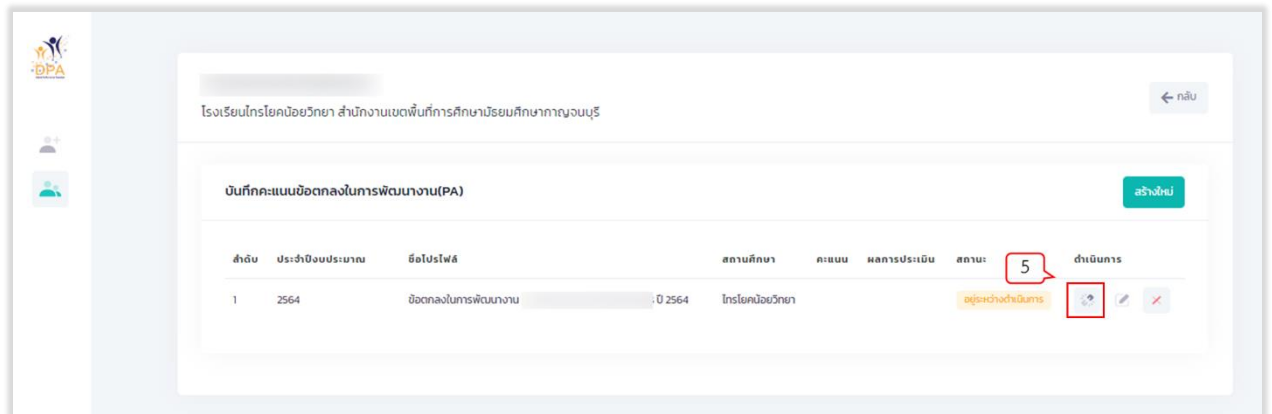 DPA
← กลับ
โรงเรียนไทรโยคน้อยวิทยา สำนักงานเขตพื้นที่การศึกษามัธยมศึกษากาญจนบุรี
บันทึกคะแนนข้อตกลงในการพัฒนางาน(PA)
สร้างใหม่
ลำดับ ประจำปีงบประมาณ ชื่อโปรไฟล์ สถานศึกษา คะแนน ผลการประเมิน สถานะ 5 ดำเนินการ
1 2564 ข้อตกลงในการพัฒนางาน ปี 2564 ไทรโยคน้อยวิทยา อยู่ระหว่างดำเนินการ